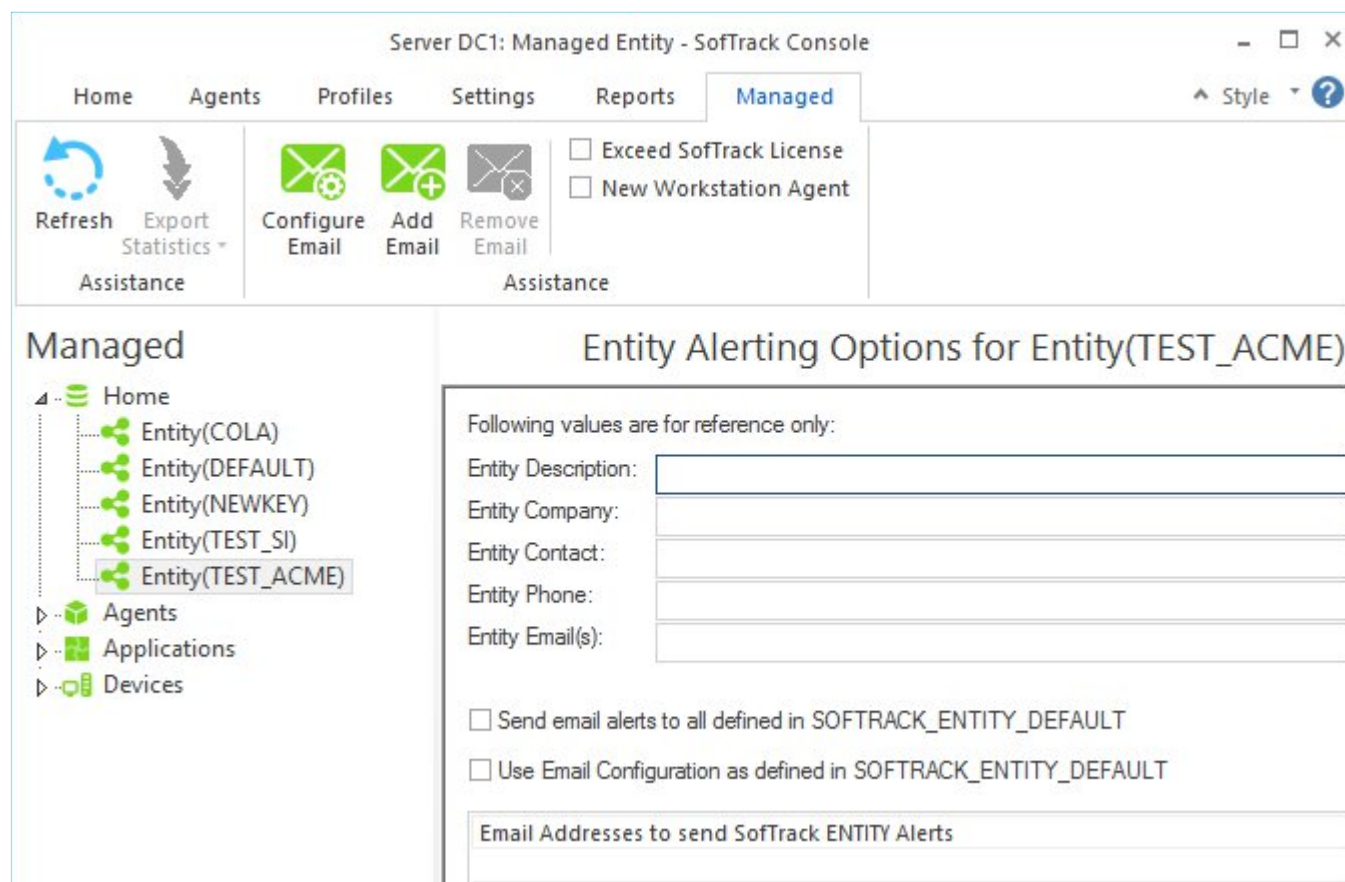 Server DC1: Managed Entity - SofTrack Console
Home Agents Profiles Settings Reports Managed Style
Refresh
Export Statistics
Assistance
Configure Email
Add Email
Remove Email
Exceed SofTrack License
New Workstation Agent
Assistance
Managed
Home
Entity(COLA)
Entity(DEFAULT)
Entity(NEWKEY)
Entity(TEST_SI)
Entity(TEST_ACME)
Agents
Applications
Devices
Entity Alerting Options for Entity(TEST_ACME)
Following values are for reference only:
Entity Description:
Entity Company:
Entity Contact:
Entity Phone:
Entity Email(s):
Send email alerts to all defined in SOFTRACK_ENTITY_DEFAULT
Use Email Configuration as defined in SOFTRACK_ENTITY_DEFAULT
Email Addresses to send SofTrack ENTITY Alerts